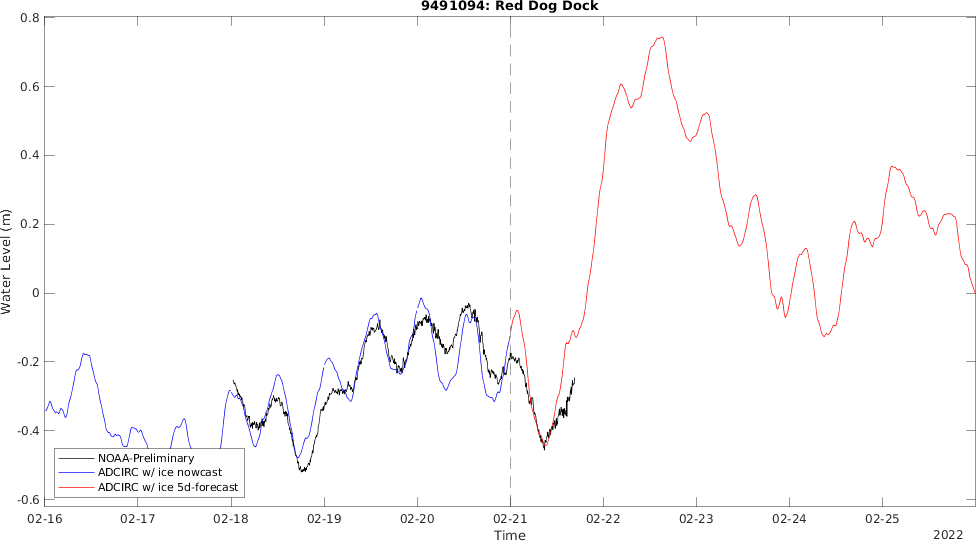 9491094: Red Dog Dock
Water Level (m)
0.8
0.6
0.4
0.2
0
-0.2
-0.4
-0.6
NOAA-Preliminary
ADCIRC w/ ice nowcast
ADCIRC w/ ice 5d-forecast
02-16 02-17 02-18 02-19 02-20 02-21 02-22 02-23 02-24 02-25
Time
2022